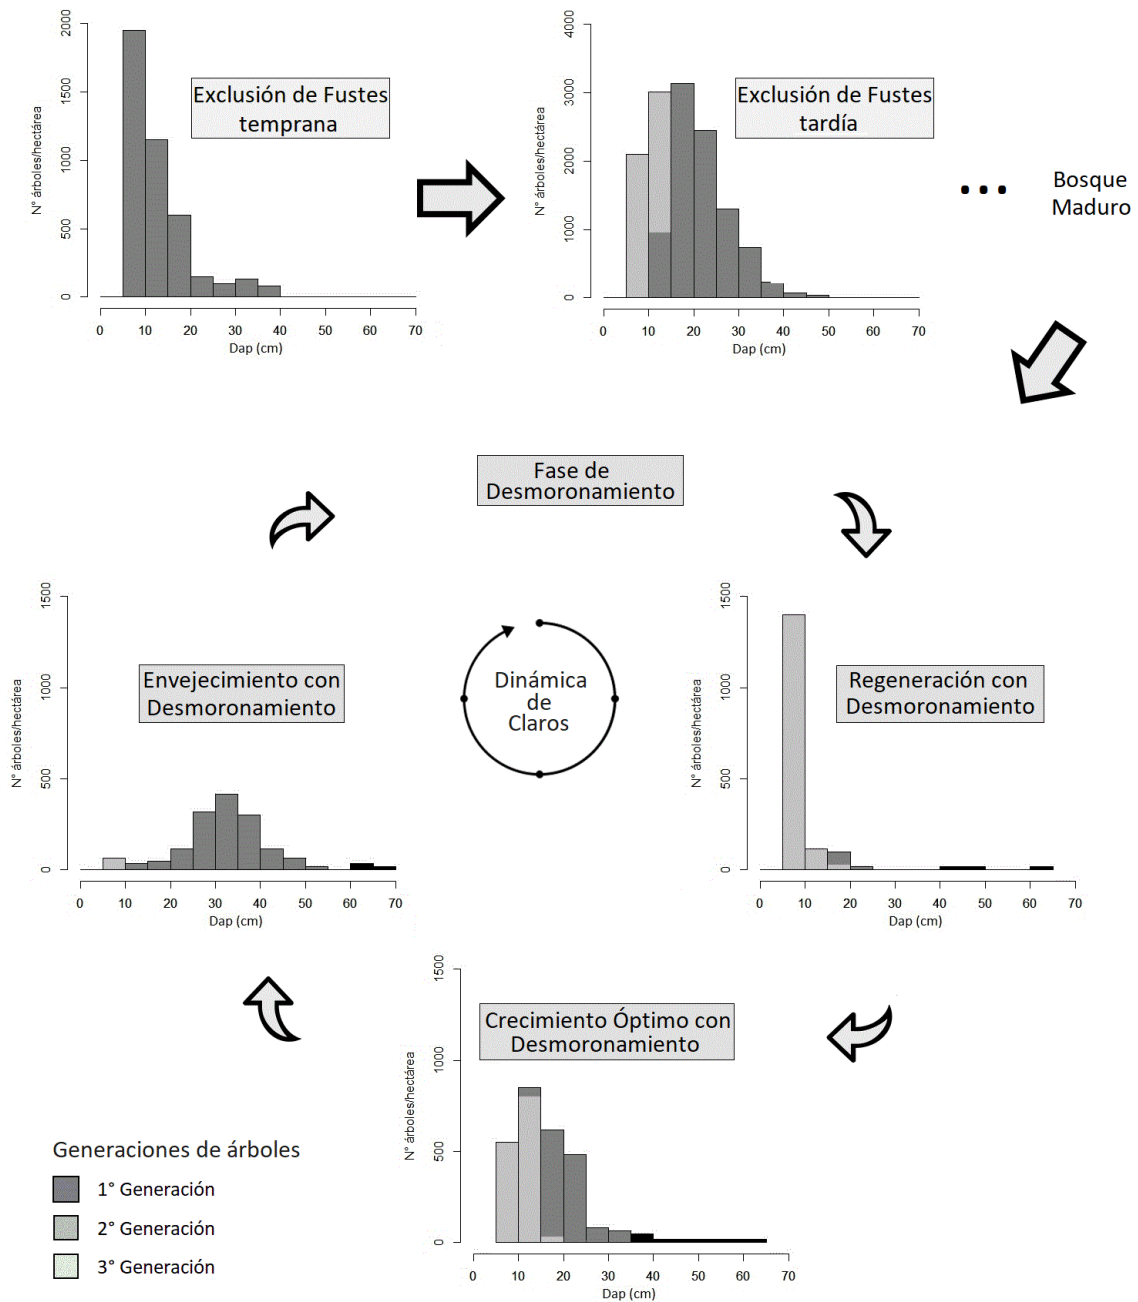 Exclusión de Fustes
temprana
N° árboles/hectárea
0
500
1000
1500
2000
0 10 20 30 40 50 60 70
Dap (cm)
Exclusión de Fustes
tardía
N° árboles/hectárea
0
1000
2000
3000
4000
0 10 20 30 40 50 60 70
Dap (cm)
...
Bosque
Maduro
Fase de
Desmoronamiento
Envejecimiento con
Desmoronamiento
N° árboles/hectárea
0
500
1000
1500
0 10 20 30 40 50 60 70
Dap (cm)
Dinámica
de
Claros
Regeneración con
Desmoronamiento
N° árboles/hectárea
0
500
1000
1500
0 10 20 30 40 50 60 70
Dap (cm)
Crecimiento Óptimo con
Desmoronamiento
N° árboles/hectárea
0
500
1000
1500
0 10 20 30 40 50 60 70
Dap (cm)
Generaciones de árboles
1° Generación
2° Generación
3° Generación